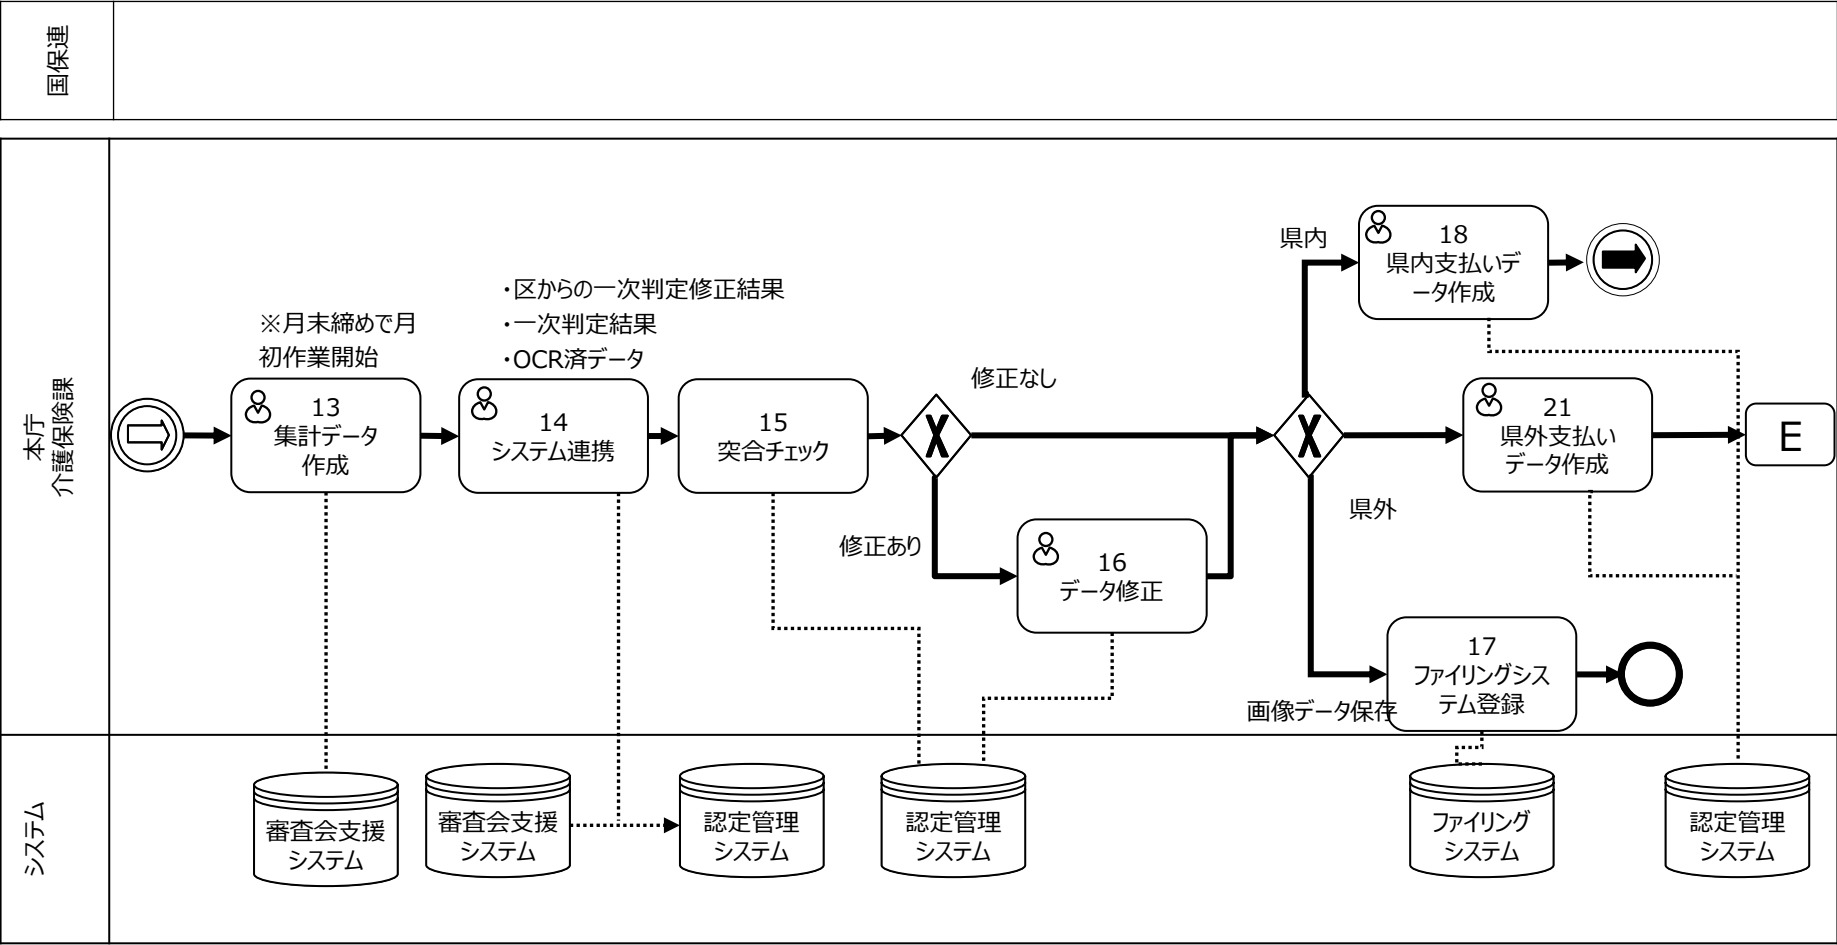 国保連
本庁
介護保険課
※月末締めで月
初作業開始
13
集計データ
作成
・区からの一次判定修正結果
・一次判定結果
・OCR済データ
14
システム連携
15
突合チェック
修正なし
修正あり
16
データ修正
県内
18
県内支払いデ
ータ作成
21
県外支払い
データ作成
E
県外
17
ファイリングシス
テム登録
画像データ保存
システム
審査会支援
システム
審査会支援
システム
認定管理
システム
認定管理
システム
ファイリング
システム
認定管理
システム